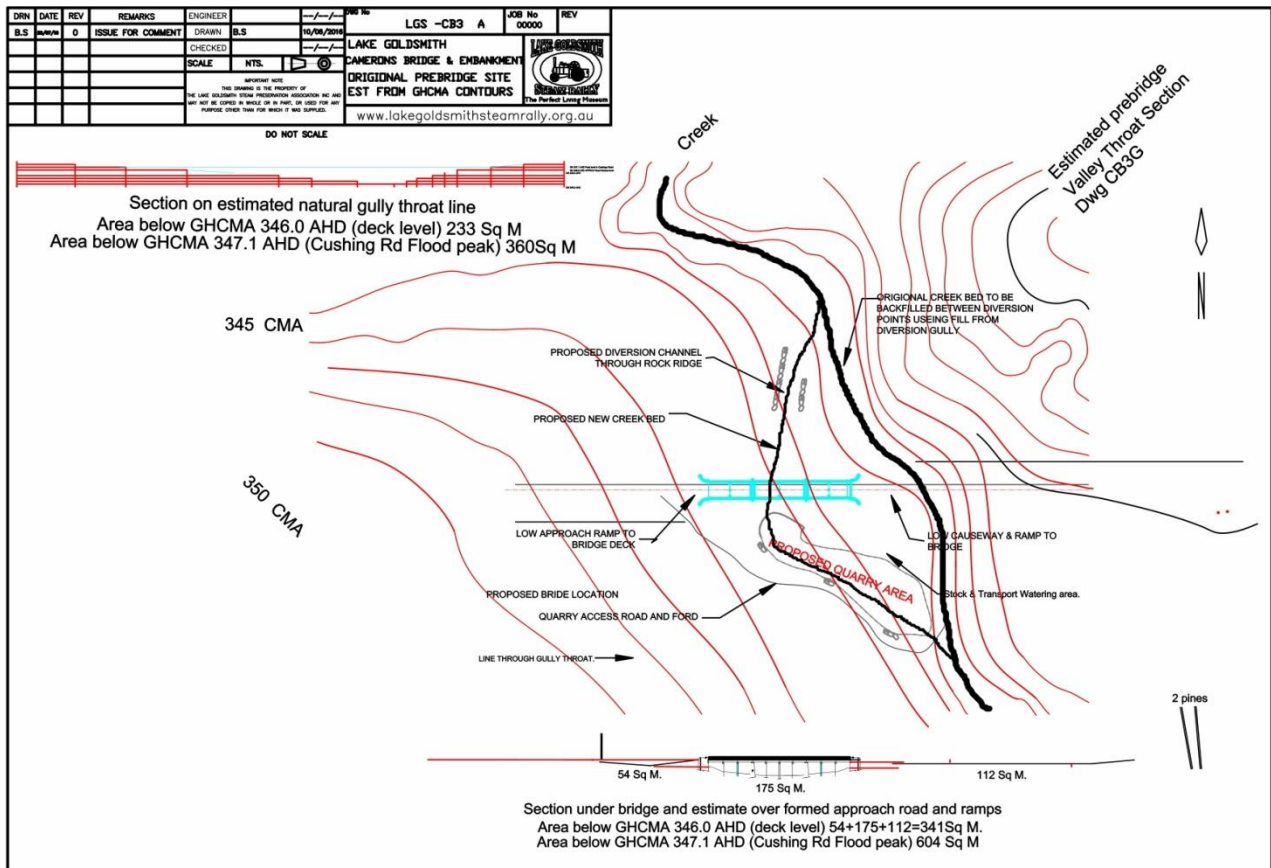 DRN DATE REV REMARKS ENGINEER --/--/--
B.S 0 ISSUE FOR COMMENT DRAWN B.S 10/06/2016
CHECKED --/--/--
SCALE NTS.
IMPORTANT NOTE
THIS DRAWING IS THE PROPERTY OF
THE LAKE GOLDSMITH STEAM PRESERVATION ASSOCIATION INC AND
MAY NOT BE COPIED IN WHOLE OR IN PART, OR USED FOR ANY
PURPOSE OTHER THAN FOR WHICH IT WAS SUPPLIED.
DWG No
LGS -CB3 A
JOB No
00000
REV
LAKE GOLDSMITH
CAMERONS BRIDGE & EMBANKMENT
ORIGIONAL PREBRIDGE SITE
EST FROM GHCMA CONTOURS
LAKE GOLDSMITH
STEAM RALLY
The Perfect Living Museum
www.lakegoldsmithsteamrally.org.au
DO NOT SCALE
Section on estimated natural gully throat line
Area below GHCMA 346.0 AHD (deck level) 233 Sq M
Area below GHCMA 347.1 AHD (Cushing Rd Flood peak) 360Sq M
Creek
Estimated prebridge
Valley Throat Section
Dwg CB3G
N
345 CMA
350 CMA
ORIGIONAL CREEK BED TO BE
BACKFILLED BETWEEN DIVERSION
POINTS USEING FILL FROM
DIVERSION GULLY
PROPOSED DIVERSION CHANNEL
THROUGH ROCK RIDGE
PROPOSED NEW CREEK BED
LOW APPROACH RAMP TO
BRIDGE DECK
LOW CAUSEWAY & RAMP TO
BRIDGE
PROPOSED QUARRY AREA
Stock & Transport Watering area.
PROPOSED BRIDE LOCATION
QUARRY ACCESS ROAD AND FORD
LINE THROUGH GULLY THROAT.
2 pines
54 Sq M.
175 Sq M.
112 Sq M.
Section under bridge and estimate over formed approach road and ramps
Area below GHCMA 346.0 AHD (deck level) 54+175+112=341Sq M.
Area below GHCMA 347.1 AHD (Cushing Rd Flood peak) 604 Sq M